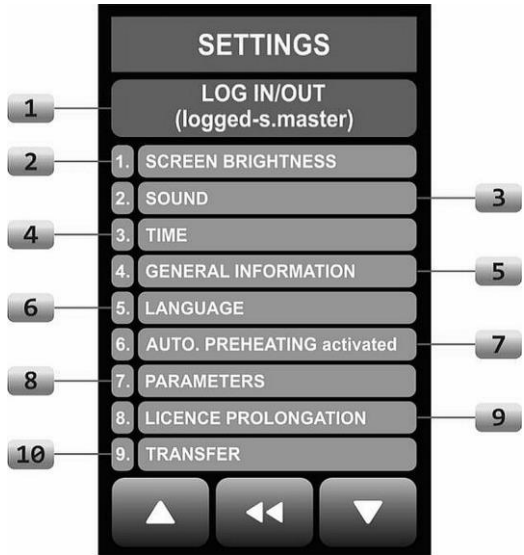 SETTINGS
LOG IN/OUT
(logged-s.master)
1
2
1. SCREEN BRIGHTNESS
2. SOUND
3
4
3. TIME
4. GENERAL INFORMATION
5
6
5. LANGUAGE
6. AUTO. PREHEATING activated
7
8
7. PARAMETERS
8. LICENCE PROLONGATION
9
10
9. TRANSFER